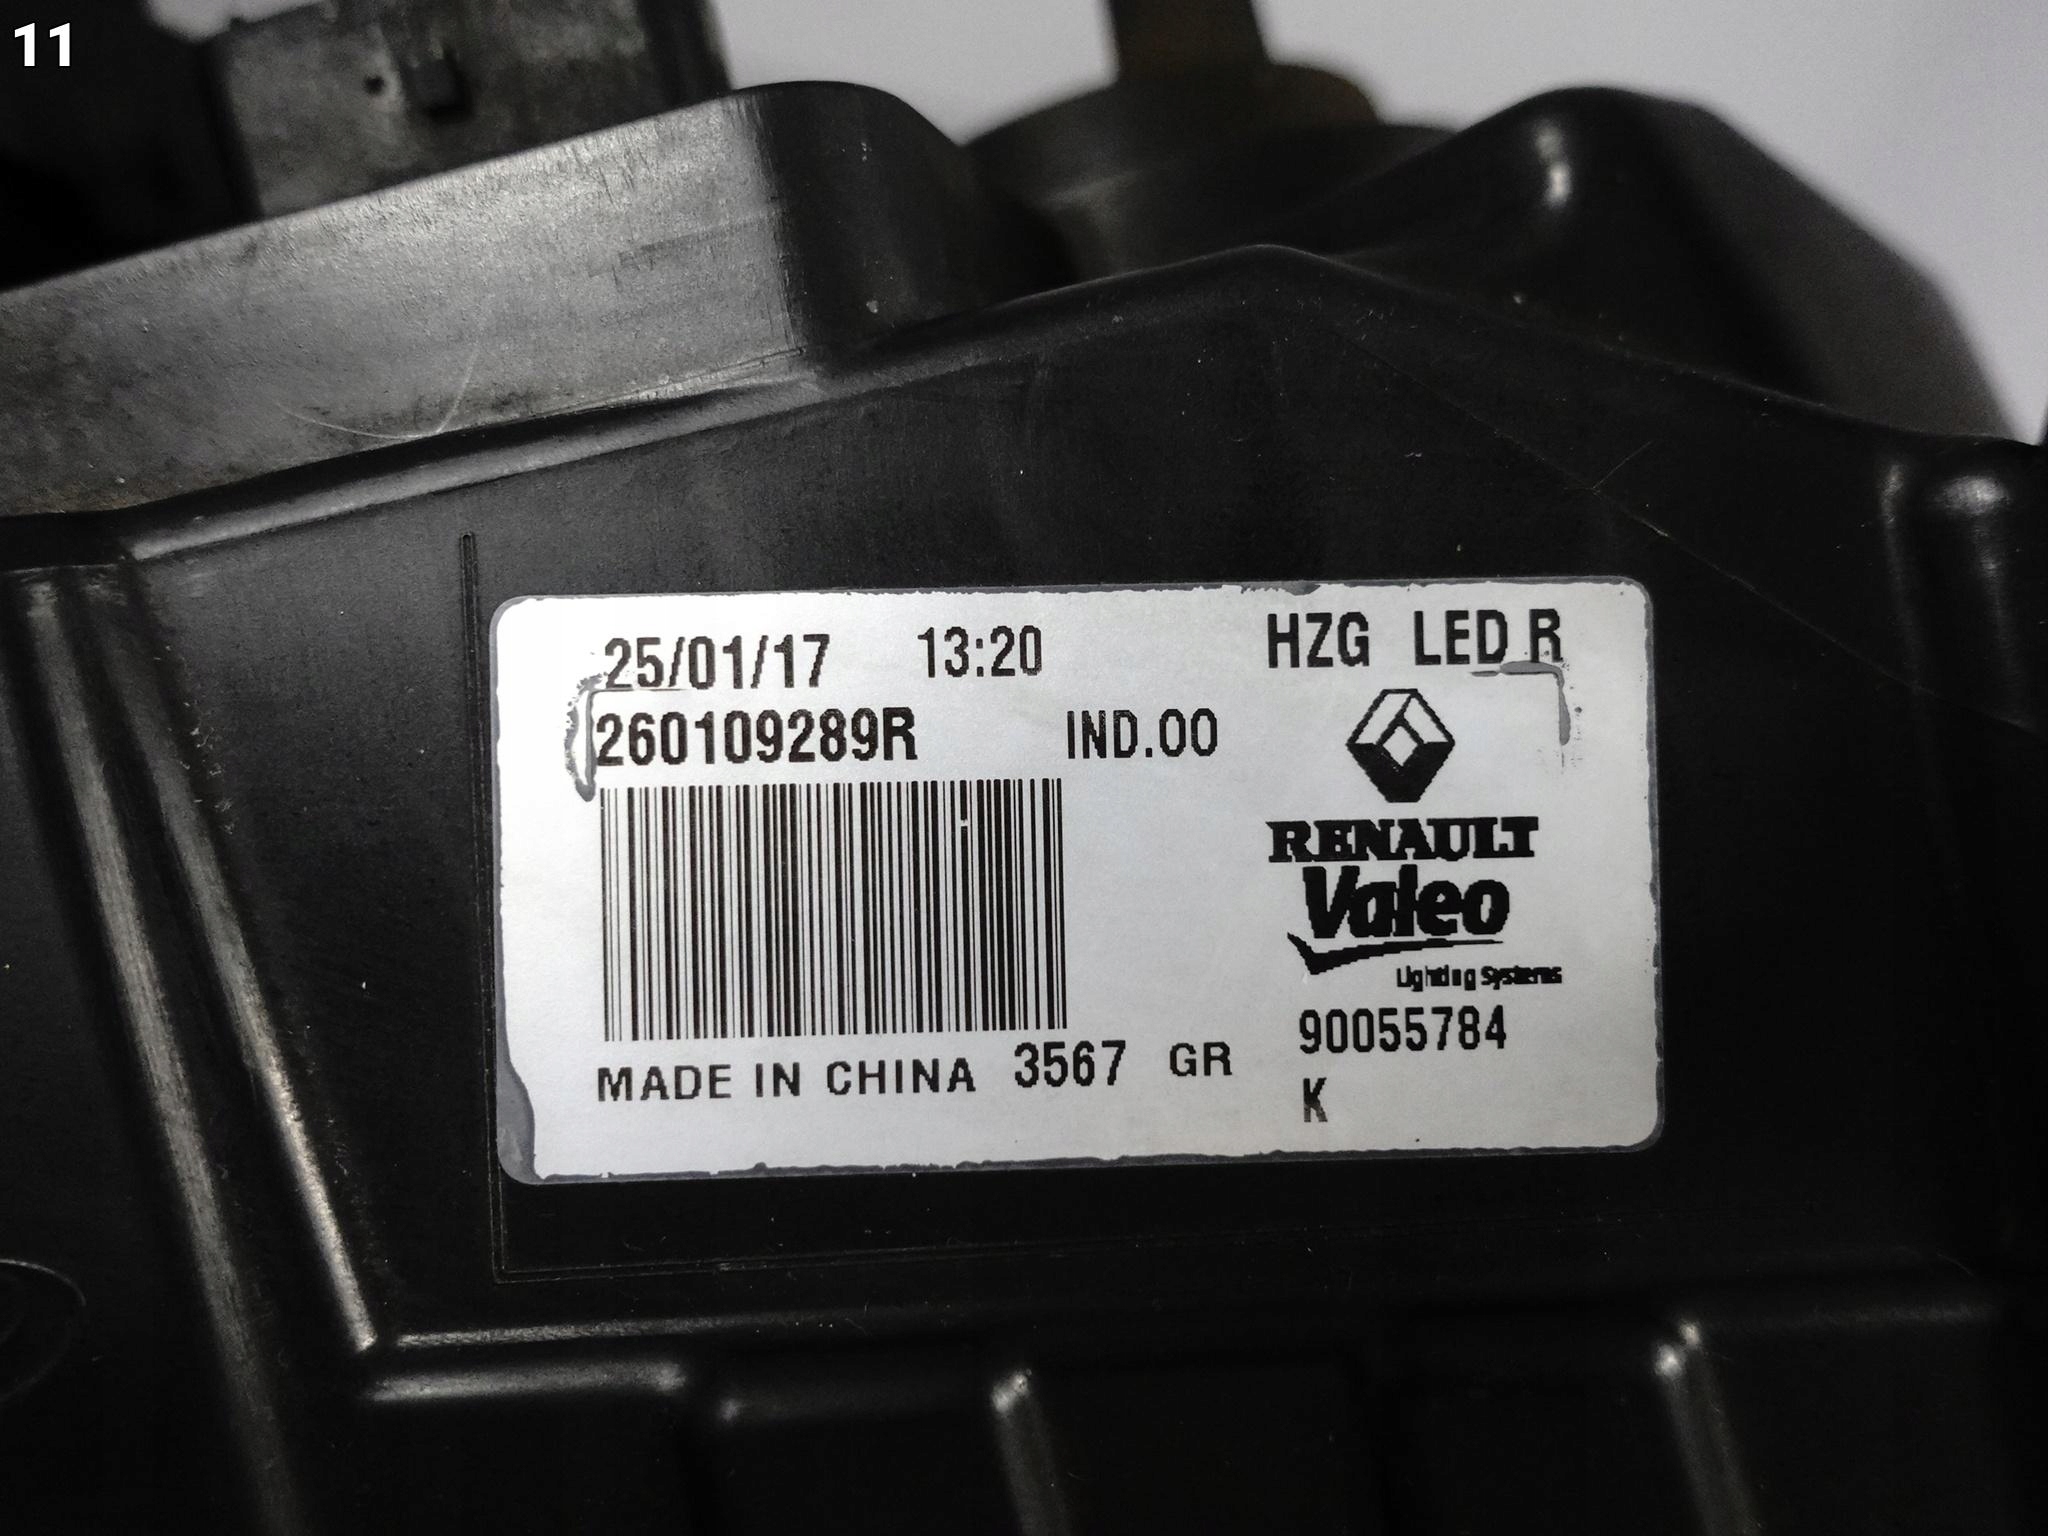 11
25/01/17 13:20 HZG LED R
260109289R IND.00
RENAULT
Valeo
Lighting Systems
90055784
MADE IN CHINA 3567 GR
K